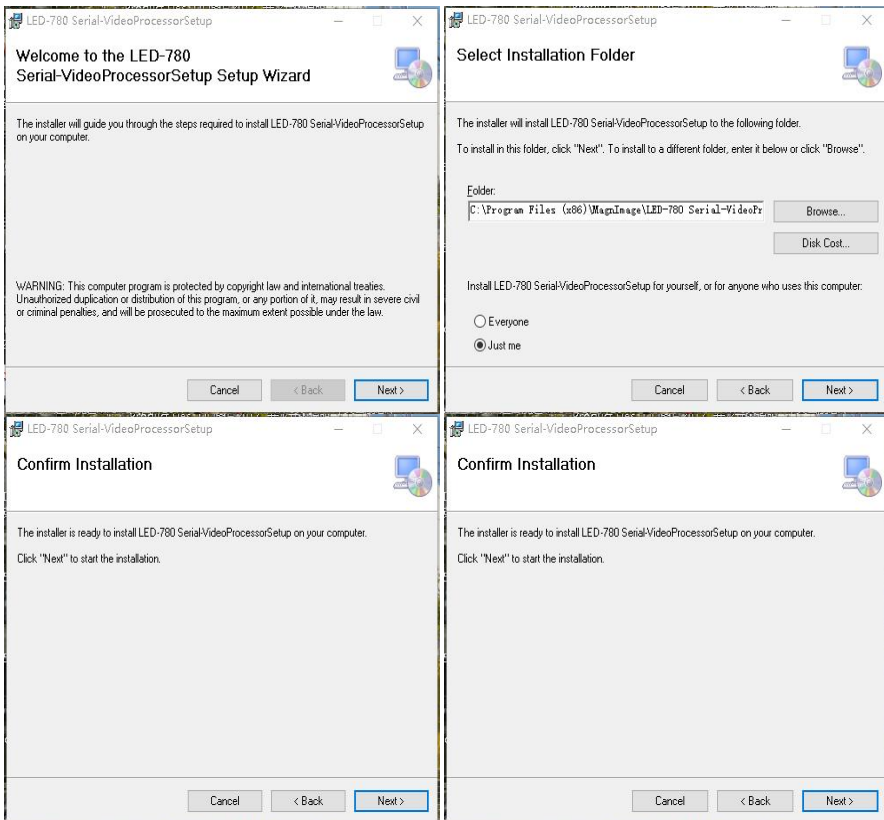 LED-780 Serial-VideoProcessorSetup
Welcome to the LED-780
Serial-VideoProcessorSetup Setup Wizard
The installer will guide you through the steps required to install LED-780 Serial-VideoProcessorSetup
on your computer.
WARNING: This computer program is protected by copyright law and international treaties.
Unauthorized duplication or distribution of this program, or any portion of it, may result in severe civil
or criminal penalties, and will be prosecuted to the maximum extent possible under the law.
Cancel
< Back
Next >
LED-780 Serial-VideoProcessorSetup
Select Installation Folder
The installer will install LED-780 Serial-VideoProcessorSetup to the following folder.
To install in this folder, click "Next". To install to a different folder, enter it below or click "Browse".
Folder:
C:\Program Files (x86)\MagnImage\LED-780 Serial-VideoPr
Browse...
Disk Cost...
Install LED-780 Serial-VideoProcessorSetup for yourself, or for anyone who uses this computer:
Everyone
Just me
Cancel
< Back
Next >
LED-780 Serial-VideoProcessorSetup
Confirm Installation
The installer is ready to install LED-780 Serial-VideoProcessorSetup on your computer.
Click "Next" to start the installation.
Cancel
< Back
Next >
LED-780 Serial-VideoProcessorSetup
Confirm Installation
The installer is ready to install LED-780 Serial-VideoProcessorSetup on your computer.
Click "Next" to start the installation.
Cancel
< Back
Next >